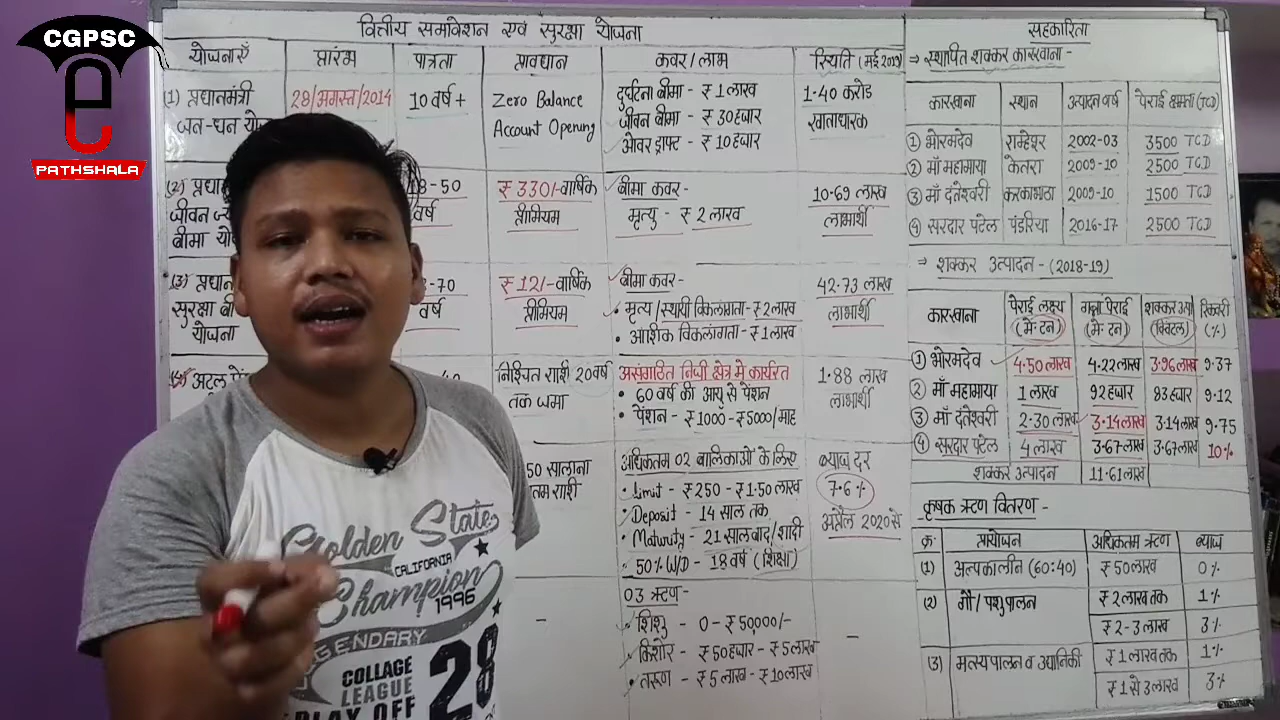 CGPSC
PATHSHALA
वित्तीय समावेशन एवं सुरक्षा योजना
योजनाएँ प्रारंभ पात्रता प्रावधान कवर/लाभ स्थिति (मई 2019)
(1) प्रधानमंत्री
जन-धन
28/अगस्त/2014
10 वर्ष +
Zero Balance
Account Opening
दुर्घटना बीमा - ₹ 1 लाख
जीवन बीमा - ₹ 30 हजार
ओवर ड्राफ्ट - ₹ 10 हजार
1.40 करोड
खाताधारक
(2)
जीवन
बीमा
-50
वर्ष
₹ 330/-वार्षिक
प्रीमियम
बीमा कवर -
मृत्यु - ₹ 2 लाख
10.69 लाख
लाभार्थी
(3)
सुरक्षा
योजना
-70
वर्ष
₹ 12/-वार्षिक
प्रीमियम
बीमा कवर -
• मृत्यु/स्थायी विकलांगता - ₹ 2 लाख
• आंशिक विकलांगता - ₹ 1 लाख
42.73 लाख
लाभार्थी
अटल
निश्चित राशि 20 वर्ष
तक जमा
असंगठित निजी क्षेत्र मे कार्यरत
• 60 वर्ष की आयु से पेंशन
• पेंशन - ₹ 1000 - ₹ 5000/माह
1.88 लाख
लाभार्थी
50 सालाना
राशी
अधिकतम 02 बालिकाओं के लिए
• Limit - ₹ 250 - ₹ 1.50 लाख
• Deposit - 14 साल तक
• Maturity - 21 साल बाद/शादी
• 50% W/D - 18 वर्ष (शिक्षा)
ब्याज दर
7.6 %
अप्रैल 2020 से
-
03 ऋण -
• शिशु - 0 - ₹ 50,000/-
• किशोर - ₹ 50 हजार - ₹ 5 लाख
• तरूण - ₹ 5 लाख - ₹ 10 लाख
-
सहकारिता
→ स्थापित शक्कर कारखाना -
कारखाना स्थान उत्पादन वर्ष पेराई क्षमता (TCD)
① भोरमदेव राम्हेपुर 2002-03 3500 TCD
② माँ महामाया केतरा 2009-10 2500 TCD
③ माँ दंतेश्वरी करकाभाठा 2009-10 1500 TCD
④ सरदार पटेल पंडरिया 2016-17 2500 TCD
→ शक्कर उत्पादन - (2018-19)
कारखाना पेराई लक्ष्य (मे. टन) गन्ना पेराई (मे. टन) शक्कर उत्पा (क्विंटल) रिकवरी (%)
① भोरमदेव 4.50 लाख 4.22 लाख 3.96 लाख 9.37
② माँ महामाया 1 लाख 92 हजार 83 हजार 9.12
③ माँ दंतेश्वरी 2.30 लाख 3.14 लाख 3.14 लाख 9.75
④ सरदार पटेल 4 लाख 3.67 लाख 3.67 लाख 10%
शक्कर उत्पादन 11.61 लाख
कृषक ऋण वितरण -
क्र प्रायोजन अधिकतम ऋण ब्याज
(1) अल्पकालीन (60:40) ₹ 50 लाख 0 %
(2) गौ/पशुपालन ₹ 2 लाख तक 1 %
₹ 2-3 लाख 3 %
(3) मत्स्य पालन व उद्यानिकी ₹ 1 लाख तक 1 %
₹ 1 से 3 लाख 3 %
Golden State
CALIFORNIA
Champion
1996
LEGENDARY
COLLAGE
LEAGUE
PLAY OFF
28